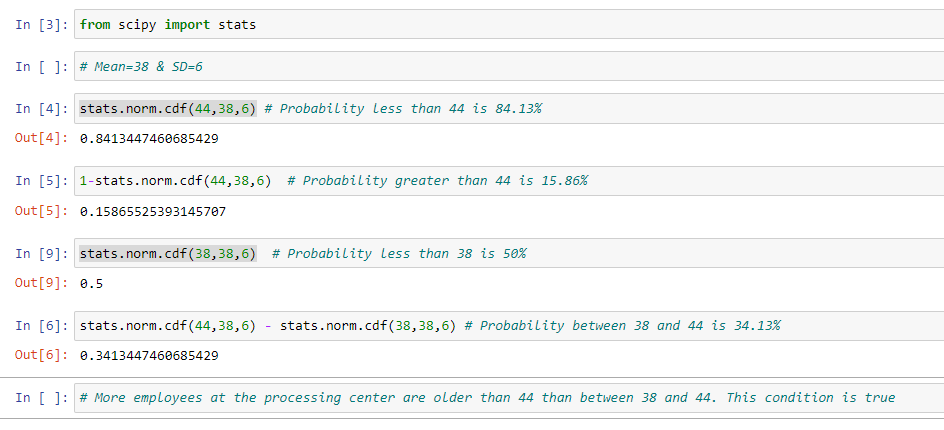 In [3]: from scipy import stats
In [ ]: # Mean=38 & SD=6
In [4]: stats.norm.cdf(44,38,6) # Probability less than 44 is 84.13%
Out[4]: 0.8413447460685429
In [5]: 1-stats.norm.cdf(44,38,6)  # Probability greater than 44 is 15.86%
Out[5]: 0.15865525393145707
In [9]: stats.norm.cdf(38,38,6)  # Probability less than 38 is 50%
Out[9]: 0.5
In [6]: stats.norm.cdf(44,38,6) - stats.norm.cdf(38,38,6) # Probability between 38 and 44 is 34.13%
Out[6]: 0.3413447460685429
In [ ]: # More employees at the processing center are older than 44 than between 38 and 44. This condition is true